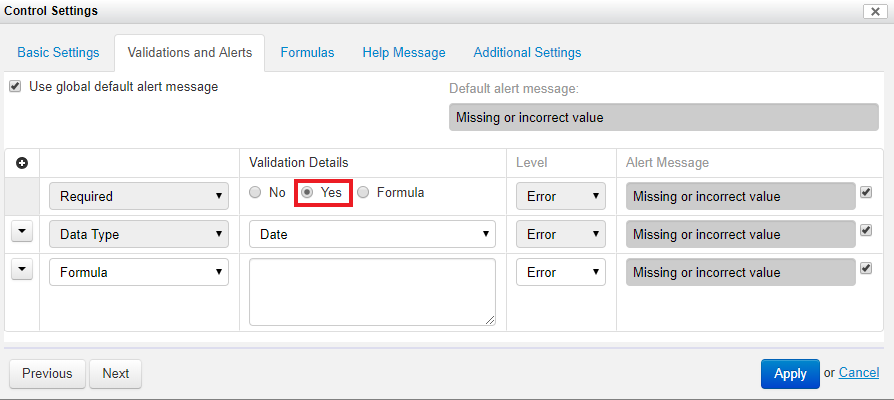 Control Settings
Basic Settings Validations and Alerts Formulas Help Message Additional Settings
Use global default alert message
Default alert message:
Missing or incorrect value
Validation Details Level Alert Message
Required No Yes Formula Error Missing or incorrect value
Data Type Date Error Missing or incorrect value
Formula Error Missing or incorrect value
Previous Next Apply or Cancel